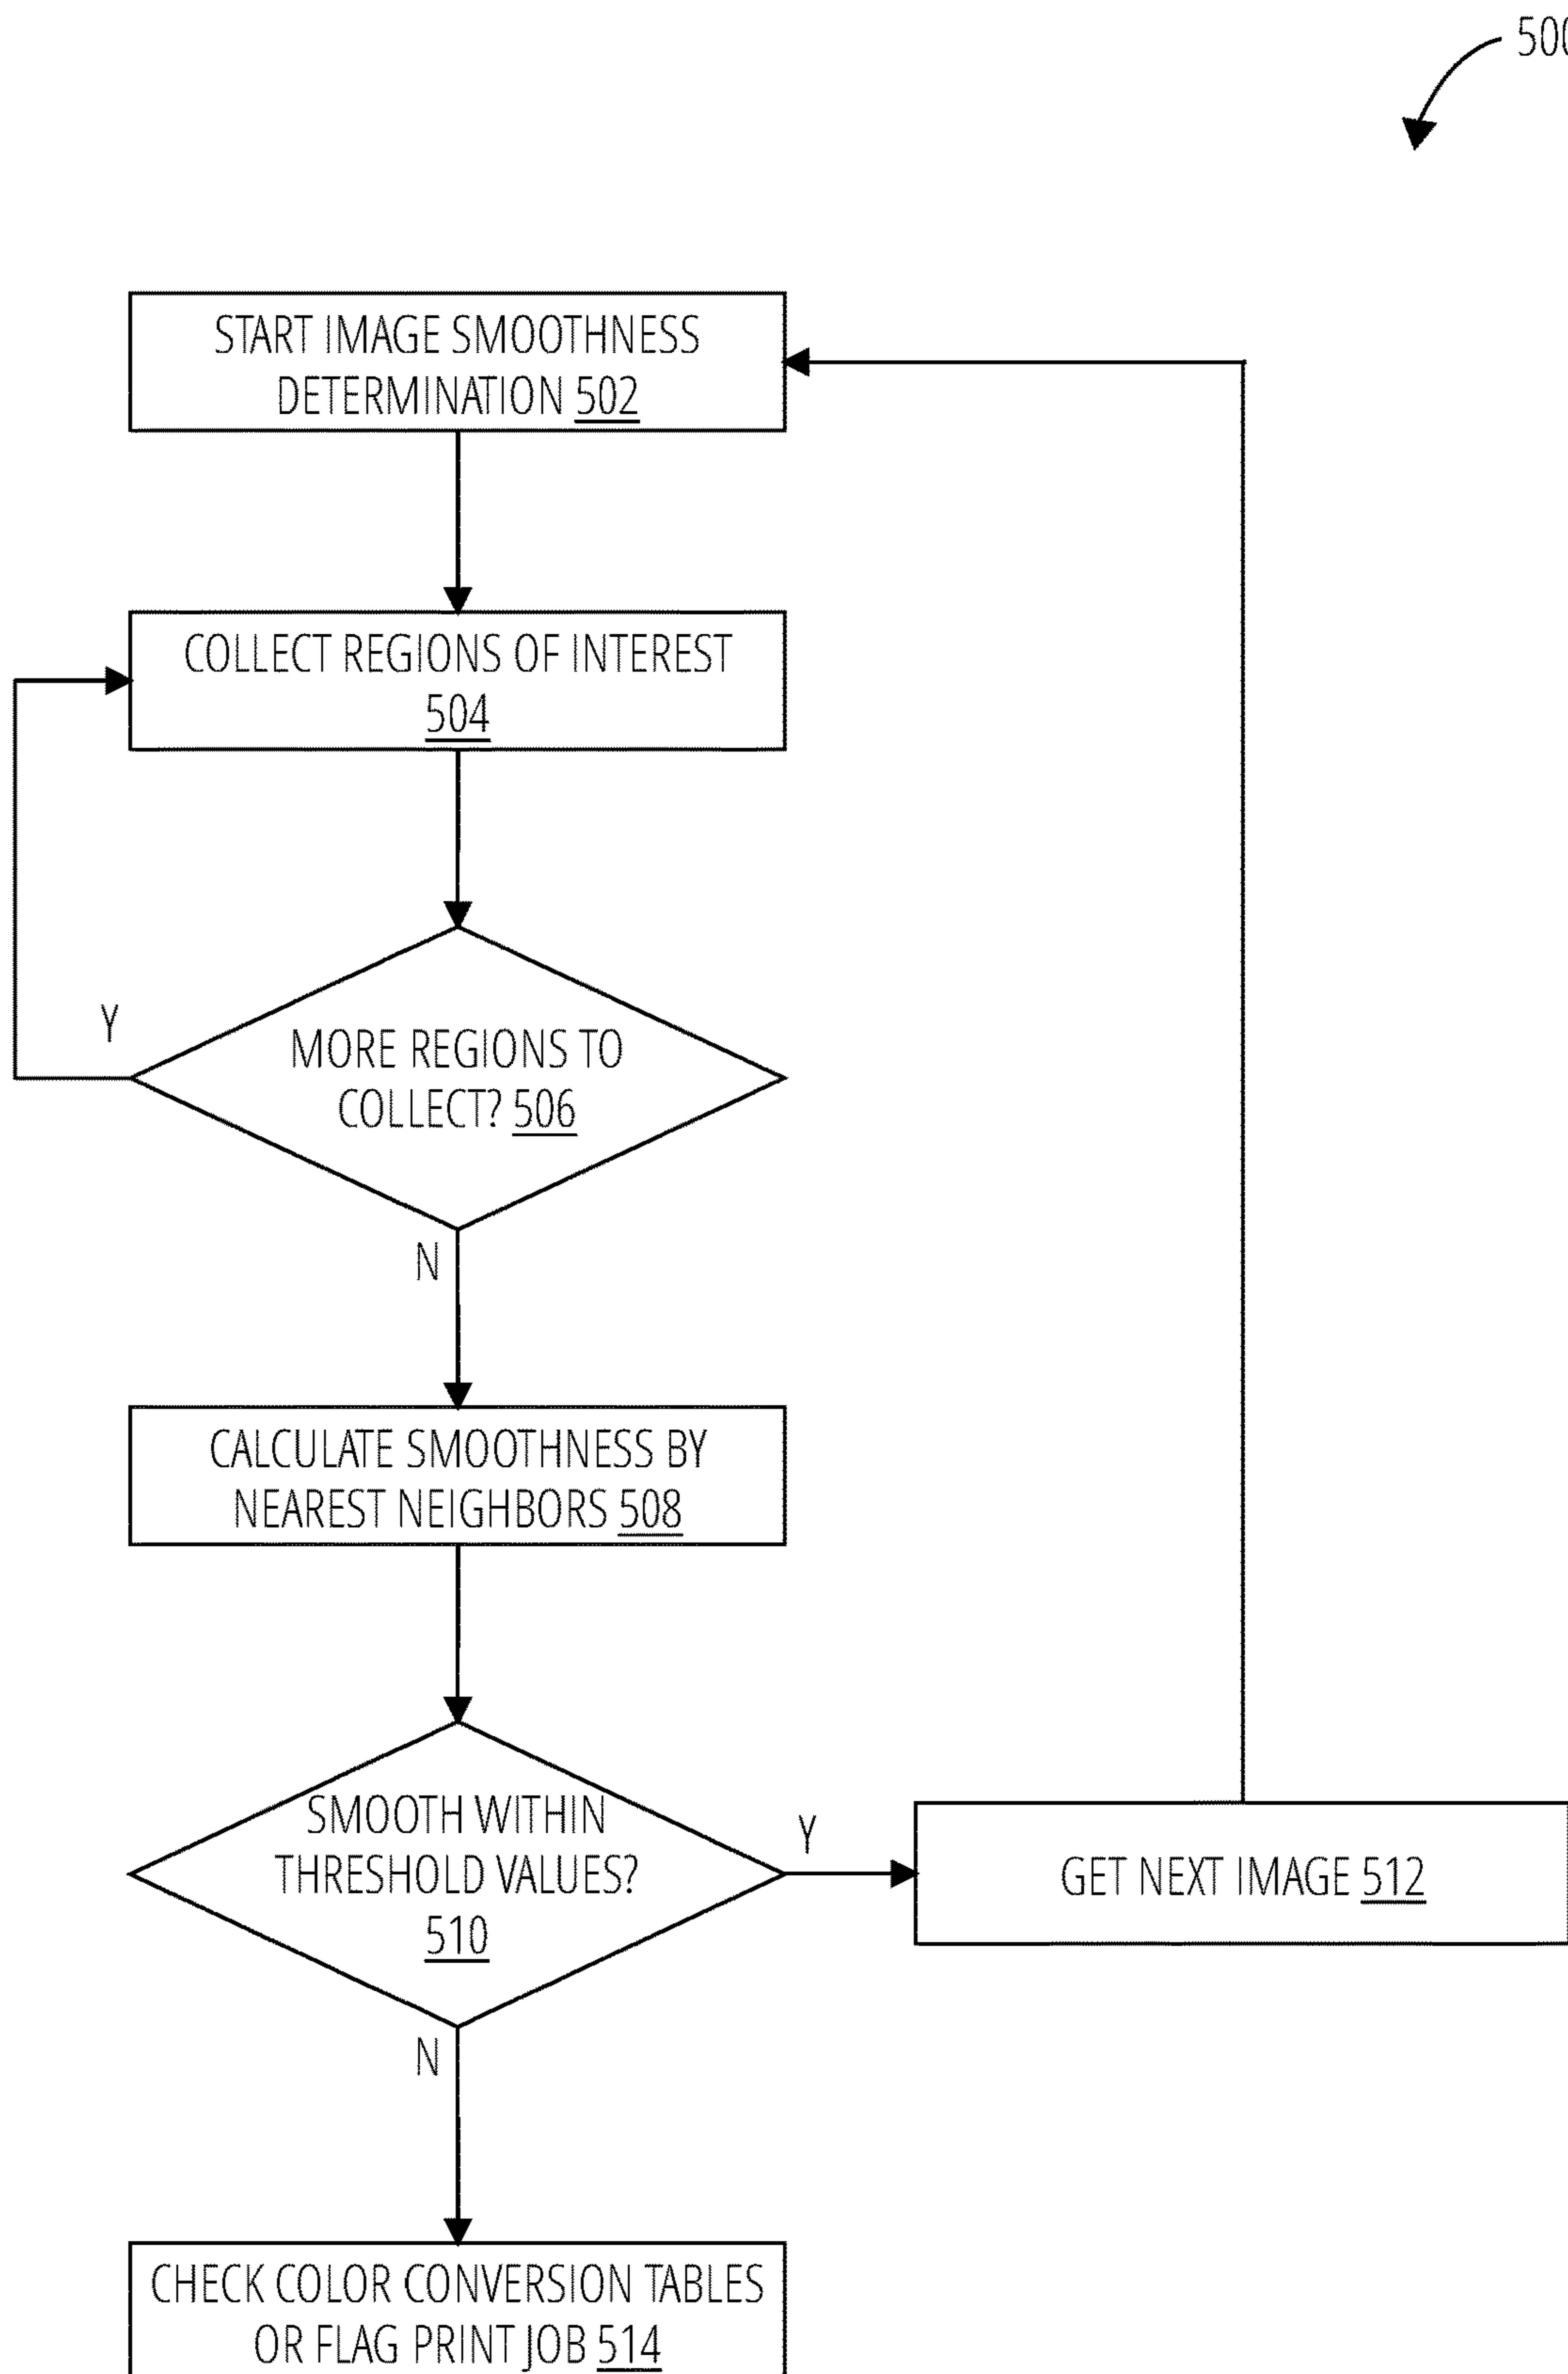 500
START IMAGE SMOOTHNESS
DETERMINATION 502
COLLECT REGIONS OF INTEREST
504
Y
MORE REGIONS TO
COLLECT? 506
N
CALCULATE SMOOTHNESS BY
NEAREST NEIGHBORS 508
SMOOTH WITHIN
THRESHOLD VALUES?
510
Y
GET NEXT IMAGE 512
N
CHECK COLOR CONVERSION TABLES
OR FLAG PRINT JOB 514